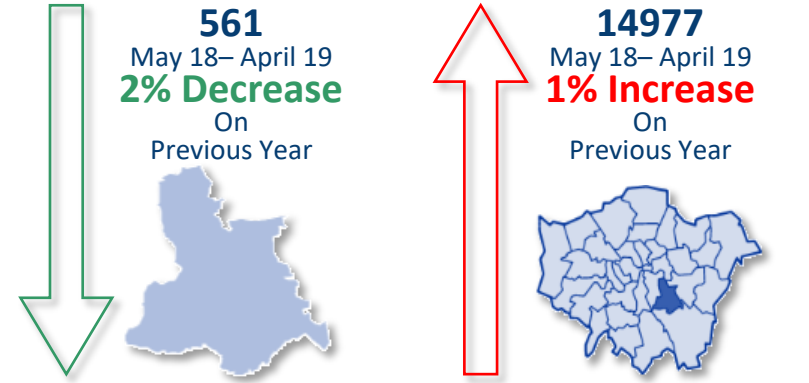 561
May 18– April 19
2% Decrease
On
Previous Year
14977
May 18– April 19
1% Increase
On
Previous Year